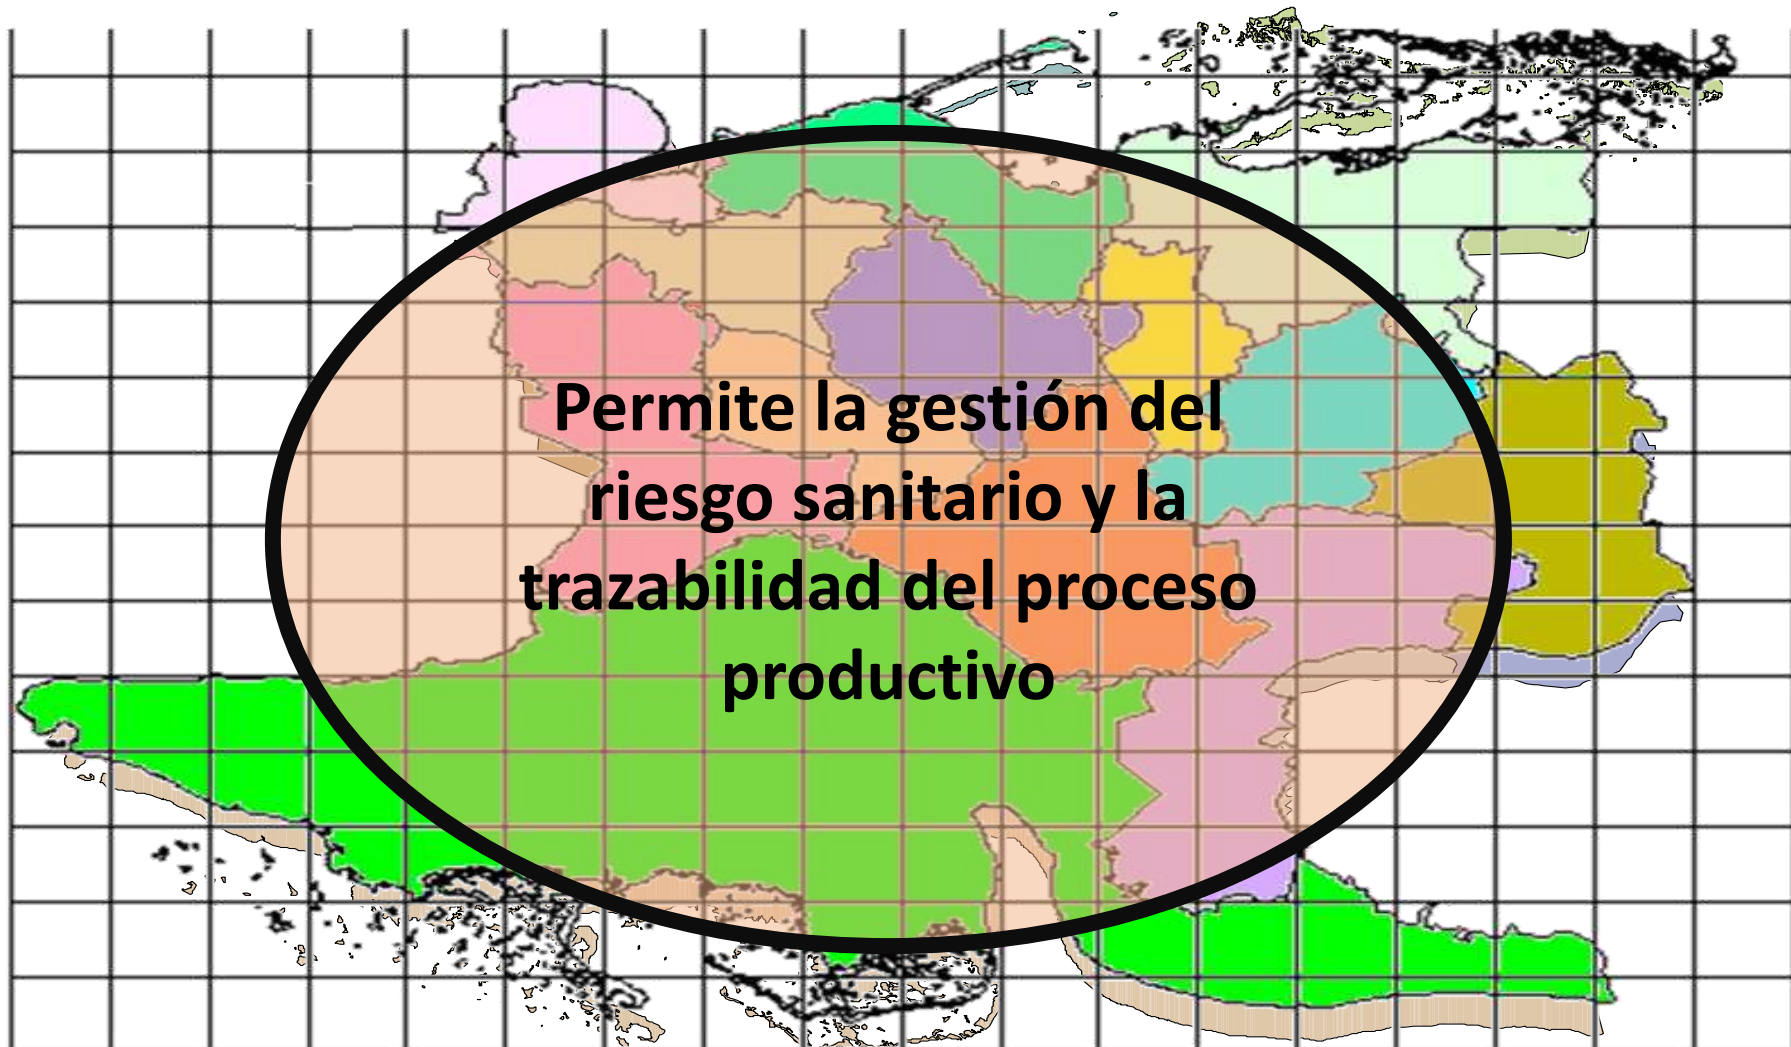 Permite la gestión del
riesgo sanitario y la
trazabilidad del proceso
productivo